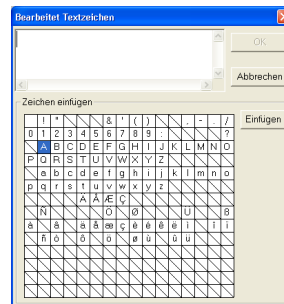 Bearbeitet Textzeichen
OK
Abbrechen
Zeichen einfügen
Einfügen
! " & ' ( ) , - . /
0 1 2 3 4 5 6 7 8 9 : ?
A B C D E F G H I J K L M N O
P Q R S T U V W X Y Z
a b c d e f g h i j k l m n o
p q r s t u v w x y z
Ä Å Æ Ç
Ñ Ö Ø Ü ß
à â ä å æ ç é ê ë è ï î ì
ñ ó ô ö ø ù û ü